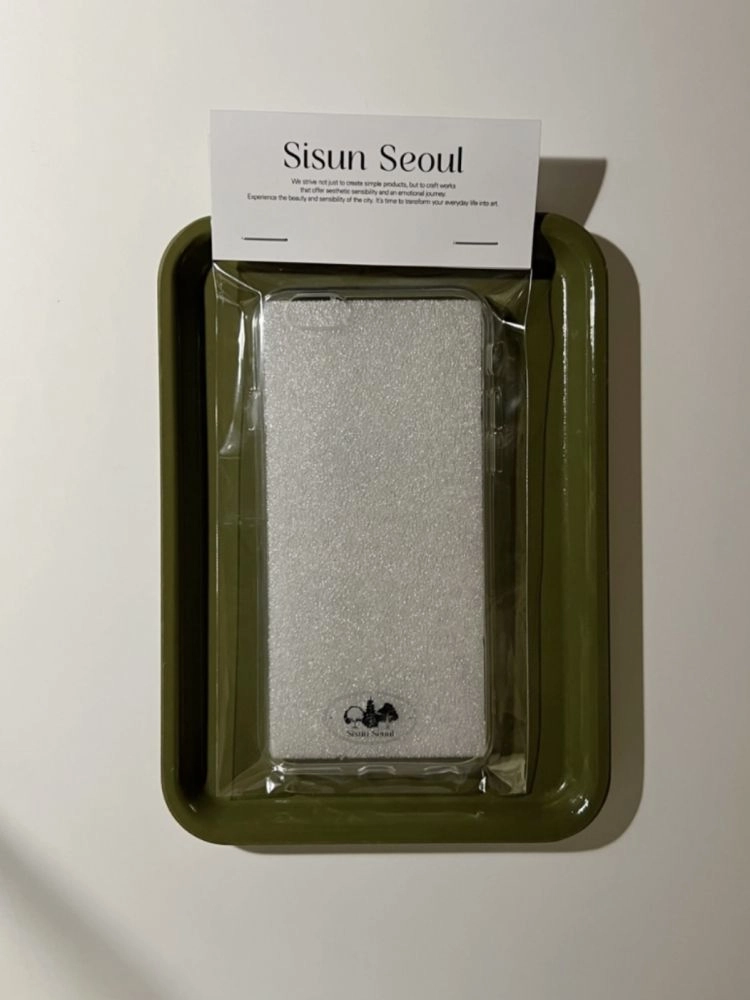 Sisun Seoul
We strive not just to create simple products, but to craft works
that offer aesthetic sensibility and an emotional journey.
Experience the beauty and sensibility of the city. It's time to transform your everyday life into art.
Sisun Seoul